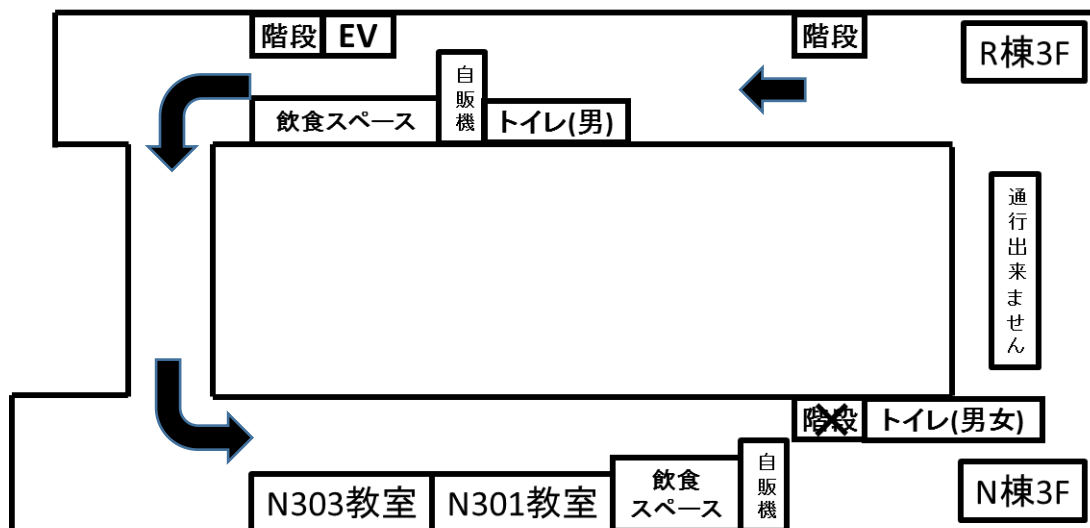 階段
EV
階段
R棟3F
自販機
飲食スペース
トイレ(男)
通行出来ません
階段
トイレ(男女)
N303教室
N301教室
飲食
スペース
自販機
N棟3F